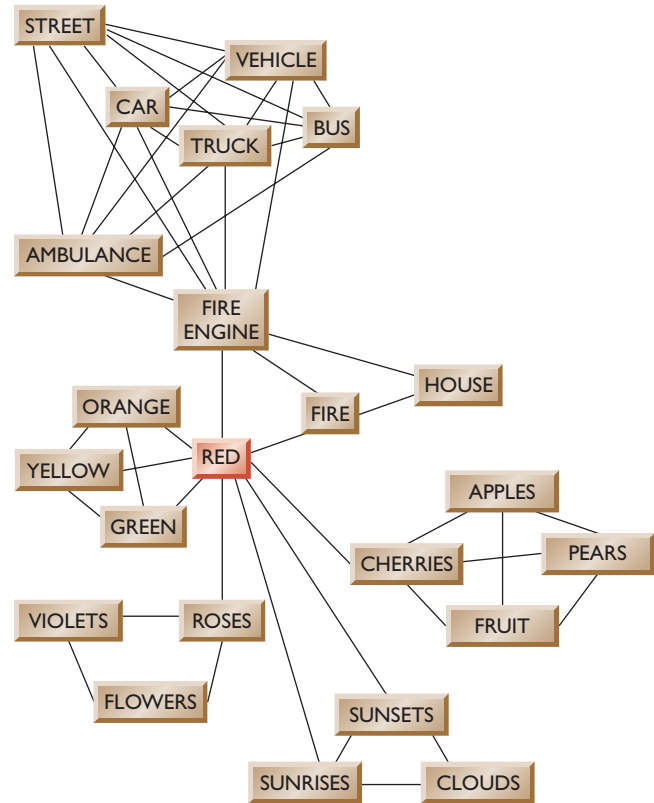 STREET
VEHICLE
CAR
BUS
TRUCK
AMBULANCE
FIRE
ENGINE
HOUSE
ORANGE
FIRE
RED
YELLOW
APPLES
GREEN
PEARS
CHERRIES
VIOLETS
ROSES
FRUIT
FLOWERS
SUNSETS
SUNRISES
CLOUDS